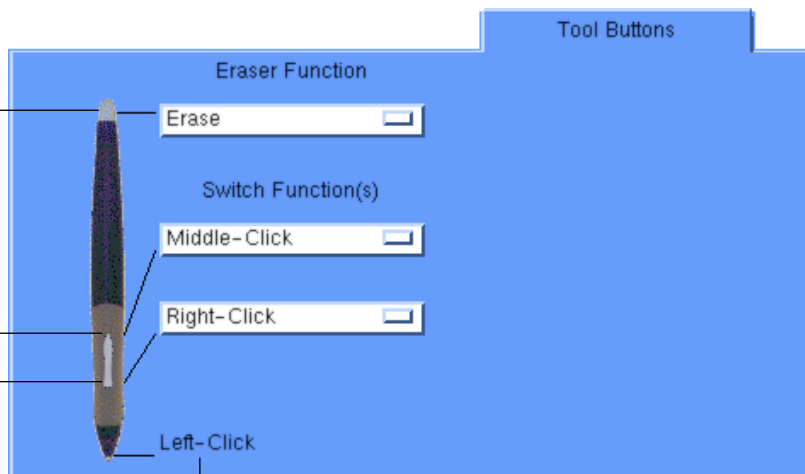 Tool Buttons
Eraser Function
Erase
Switch Function(s)
Middle-Click
Right-Click
Left-Click